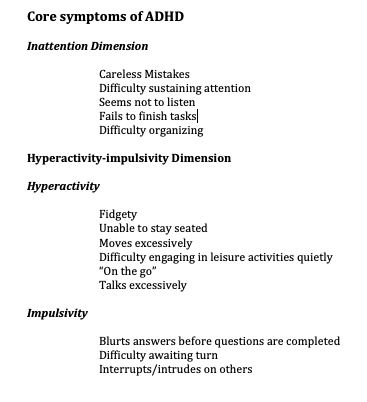 Core symptoms of ADHD
Inattention Dimension
Careless Mistakes
Difficulty sustaining attention
Seems not to listen
Fails to finish tasks
Difficulty organizing
Hyperactivity-impulsivity Dimension
Hyperactivity
Fidgety
Unable to stay seated
Moves excessively
Difficulty engaging in leisure activities quietly
“On the go”
Talks excessively
Impulsivity
Blurts answers before questions are completed
Difficulty awaiting turn
Interrupts/intrudes on others